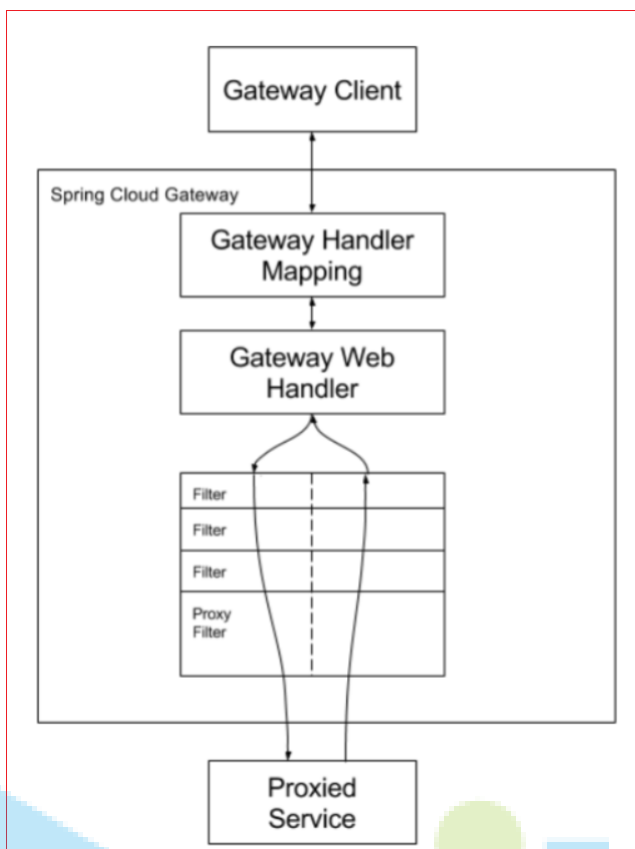 Gateway Client
Spring Cloud Gateway
Gateway Handler
Mapping
Gateway Web
Handler
Filter
Filter
Filter
Proxy
Filter
Proxied
Service